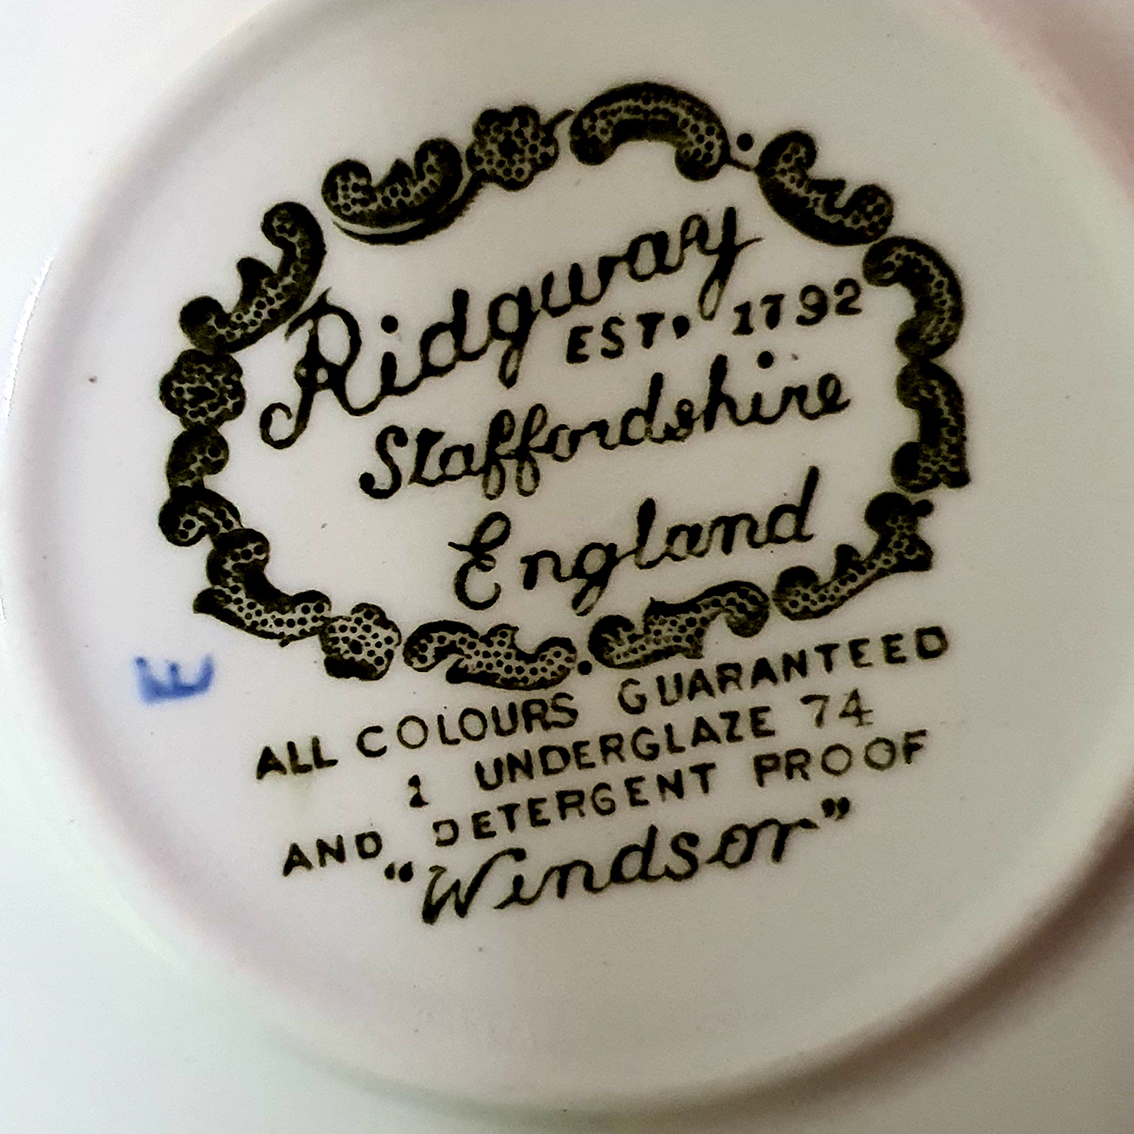 Ridgway
EST, 1792
Staffordshire
England
E
ALL COLOURS GUARANTEED
1 UNDERGLAZE 74
AND DETERGENT PROOF
"Windsor"